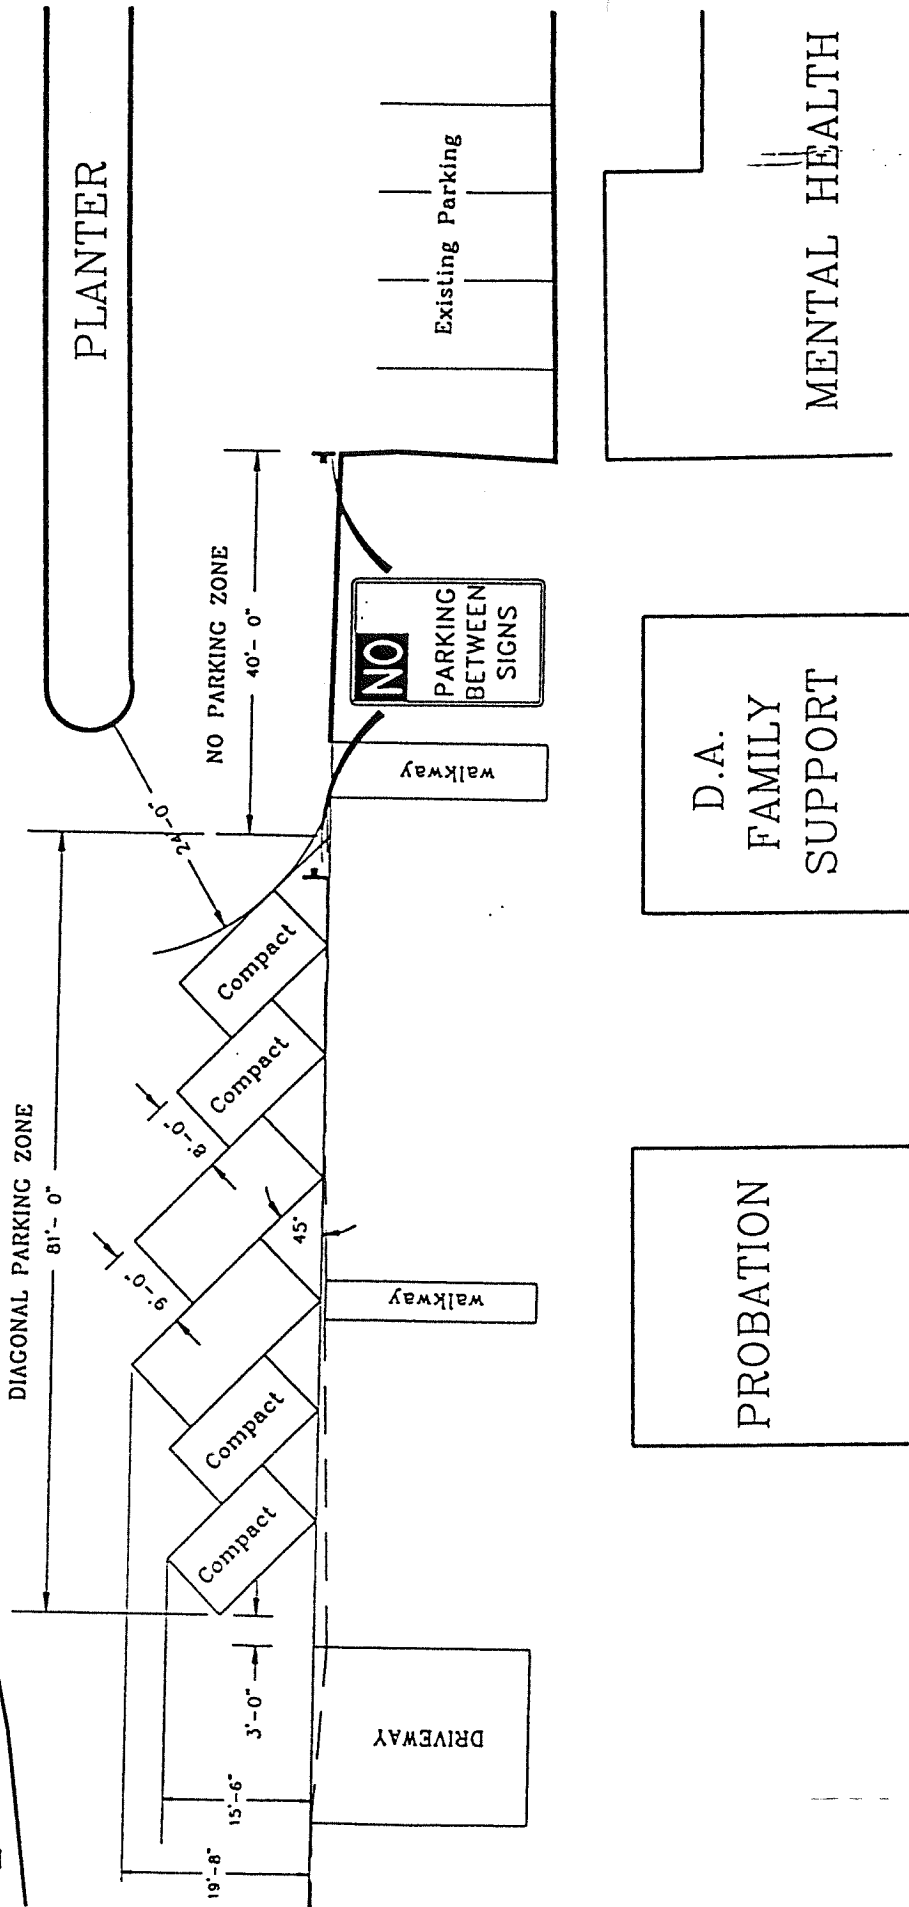 PLANTER
DIAGONAL PARKING ZONE
81'- 0"
NO PARKING ZONE
40'- 0"
24'-0"
Existing Parking
19'-8"
15'-6"
3'-0"
Compact
Compact
9'-0"
8'-0"
45°
Compact
Compact
NO
PARKING
BETWEEN
SIGNS
DRIVEWAY
walkway
walkway
PROBATION
D.A.
FAMILY
SUPPORT
MENTAL HEALTH